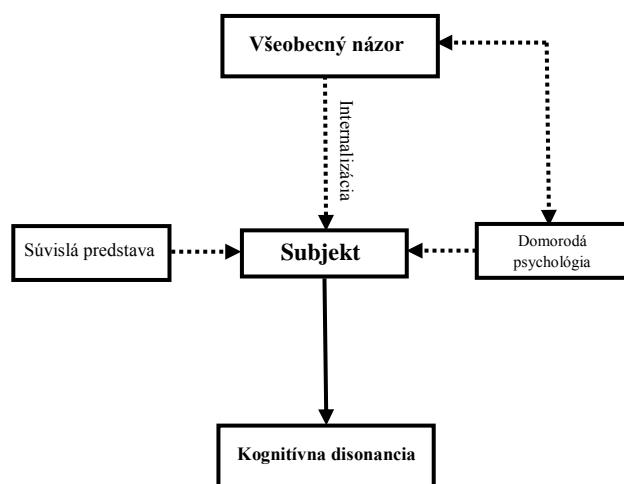 Všeobecný názor
Internalizácia
Súvislá predstava
Subjekt
Domorodá
psychológia
Kognitívna disonancia